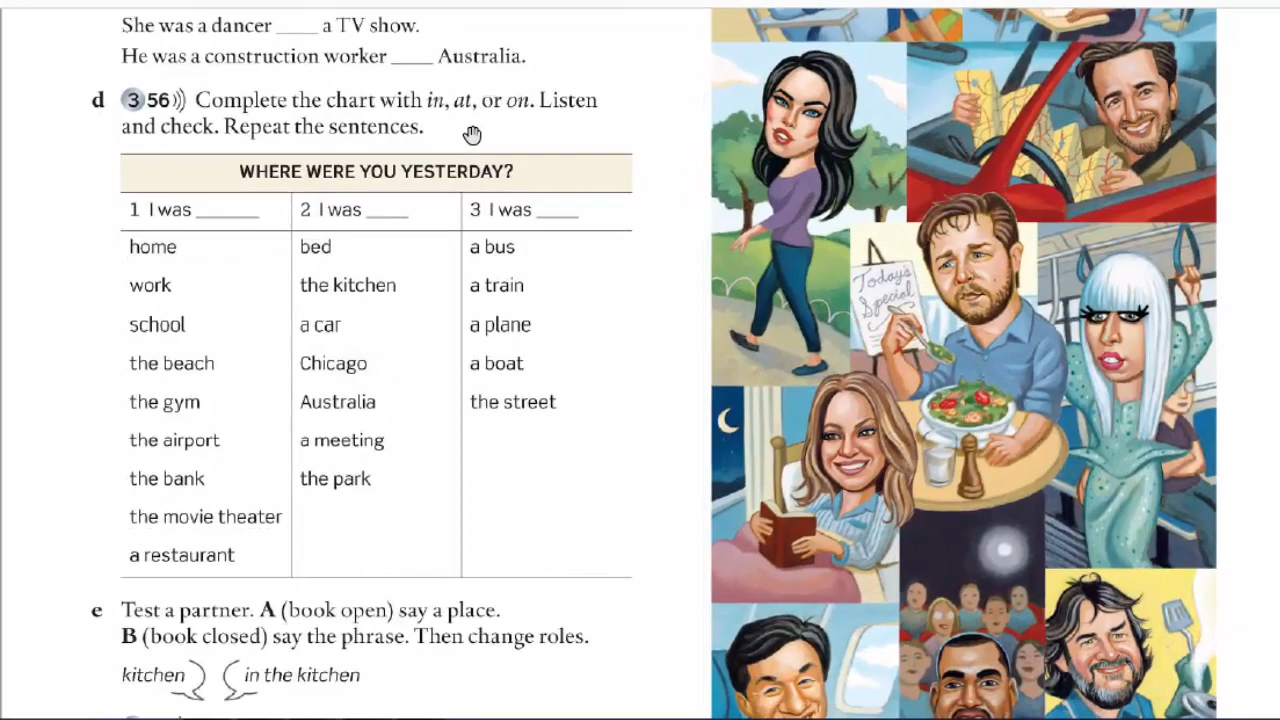 She was a dancer ____ a TV show.
He was a construction worker ____ Australia.
d 3 56 Complete the chart with in, at, or on. Listen
and check. Repeat the sentences.
WHERE WERE YOU YESTERDAY?
1 I was ______ 2 I was ____ 3 I was ____
home bed a bus
work the kitchen a train
school a car a plane
the beach Chicago a boat
the gym Australia the street
the airport a meeting
the bank the park
the movie theater
a restaurant
e Test a partner. A (book open) say a place.
B (book closed) say the phrase. Then change roles.
kitchen in the kitchen
Today's
Special